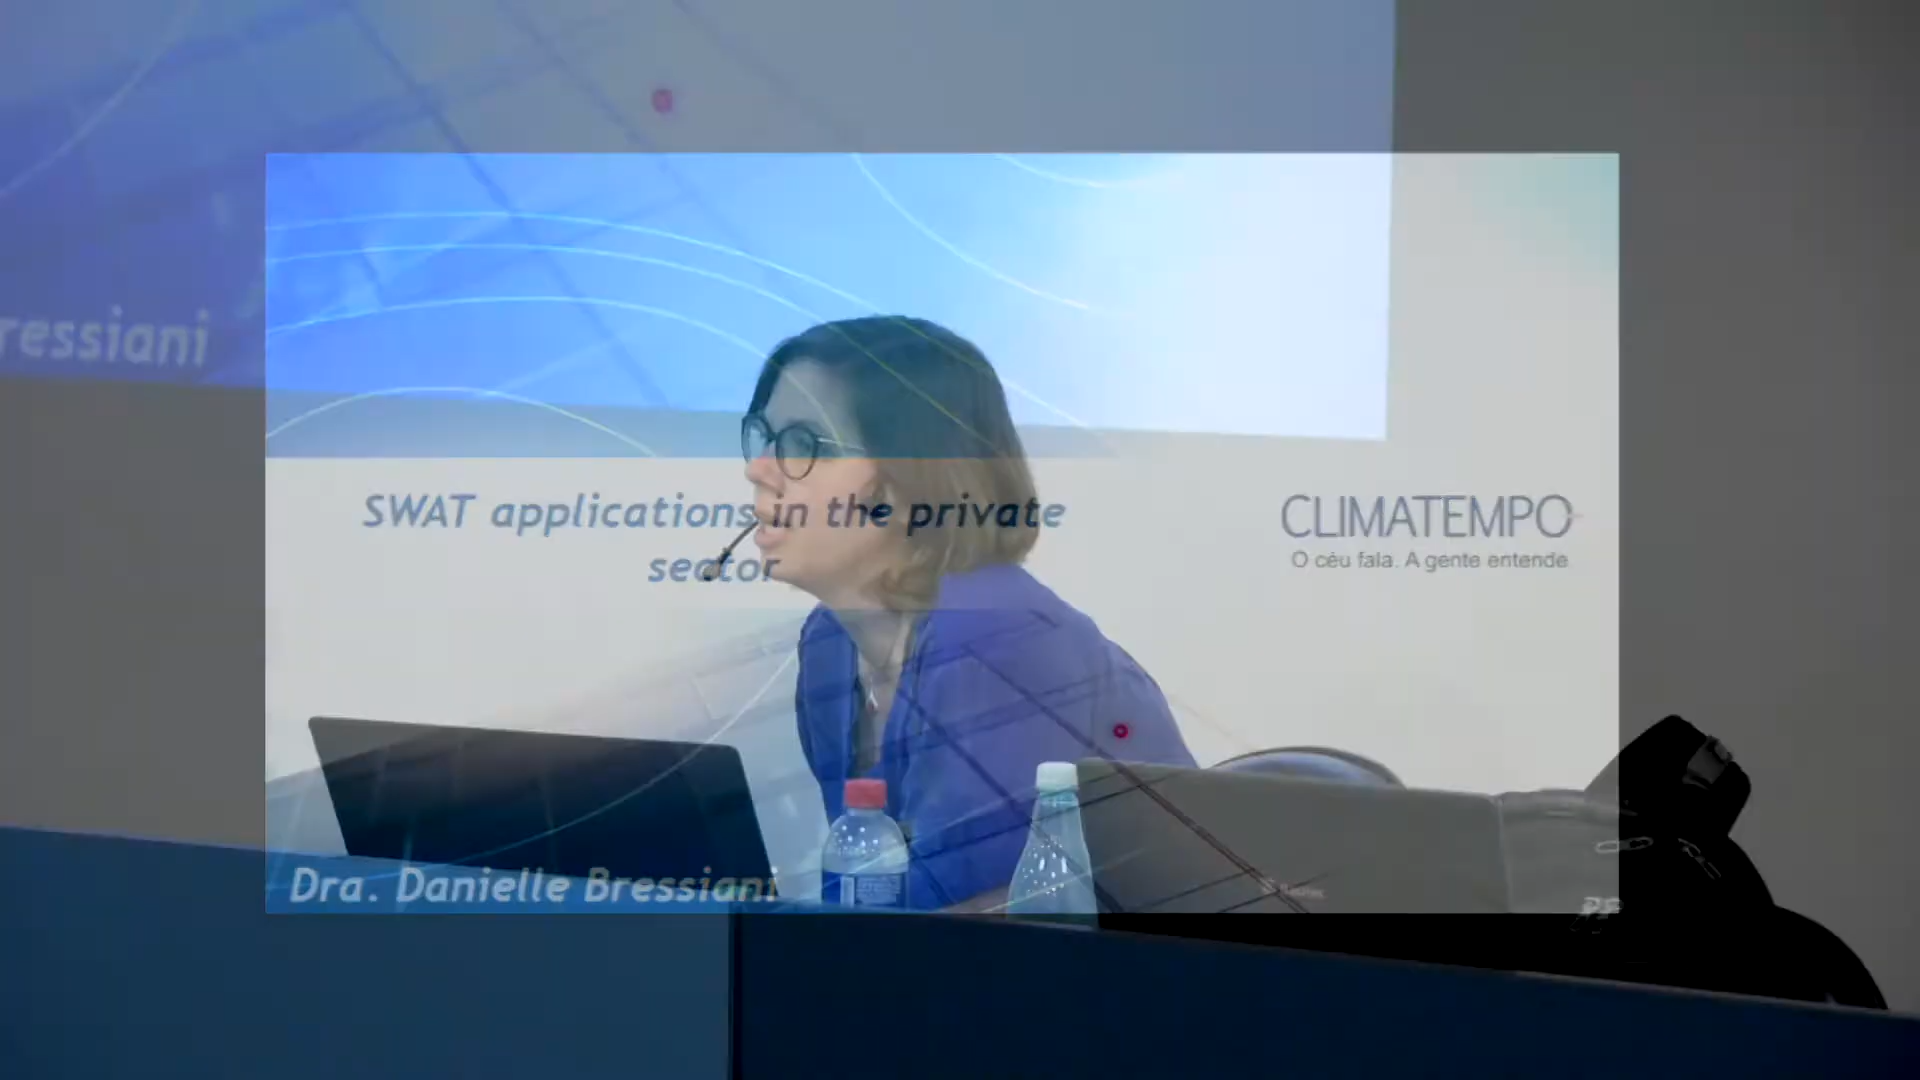 ressiani
SWAT applications in the private
sector
CLIMATEMPO
O céu fala. A gente entende
Dra. Danielle Bressiani